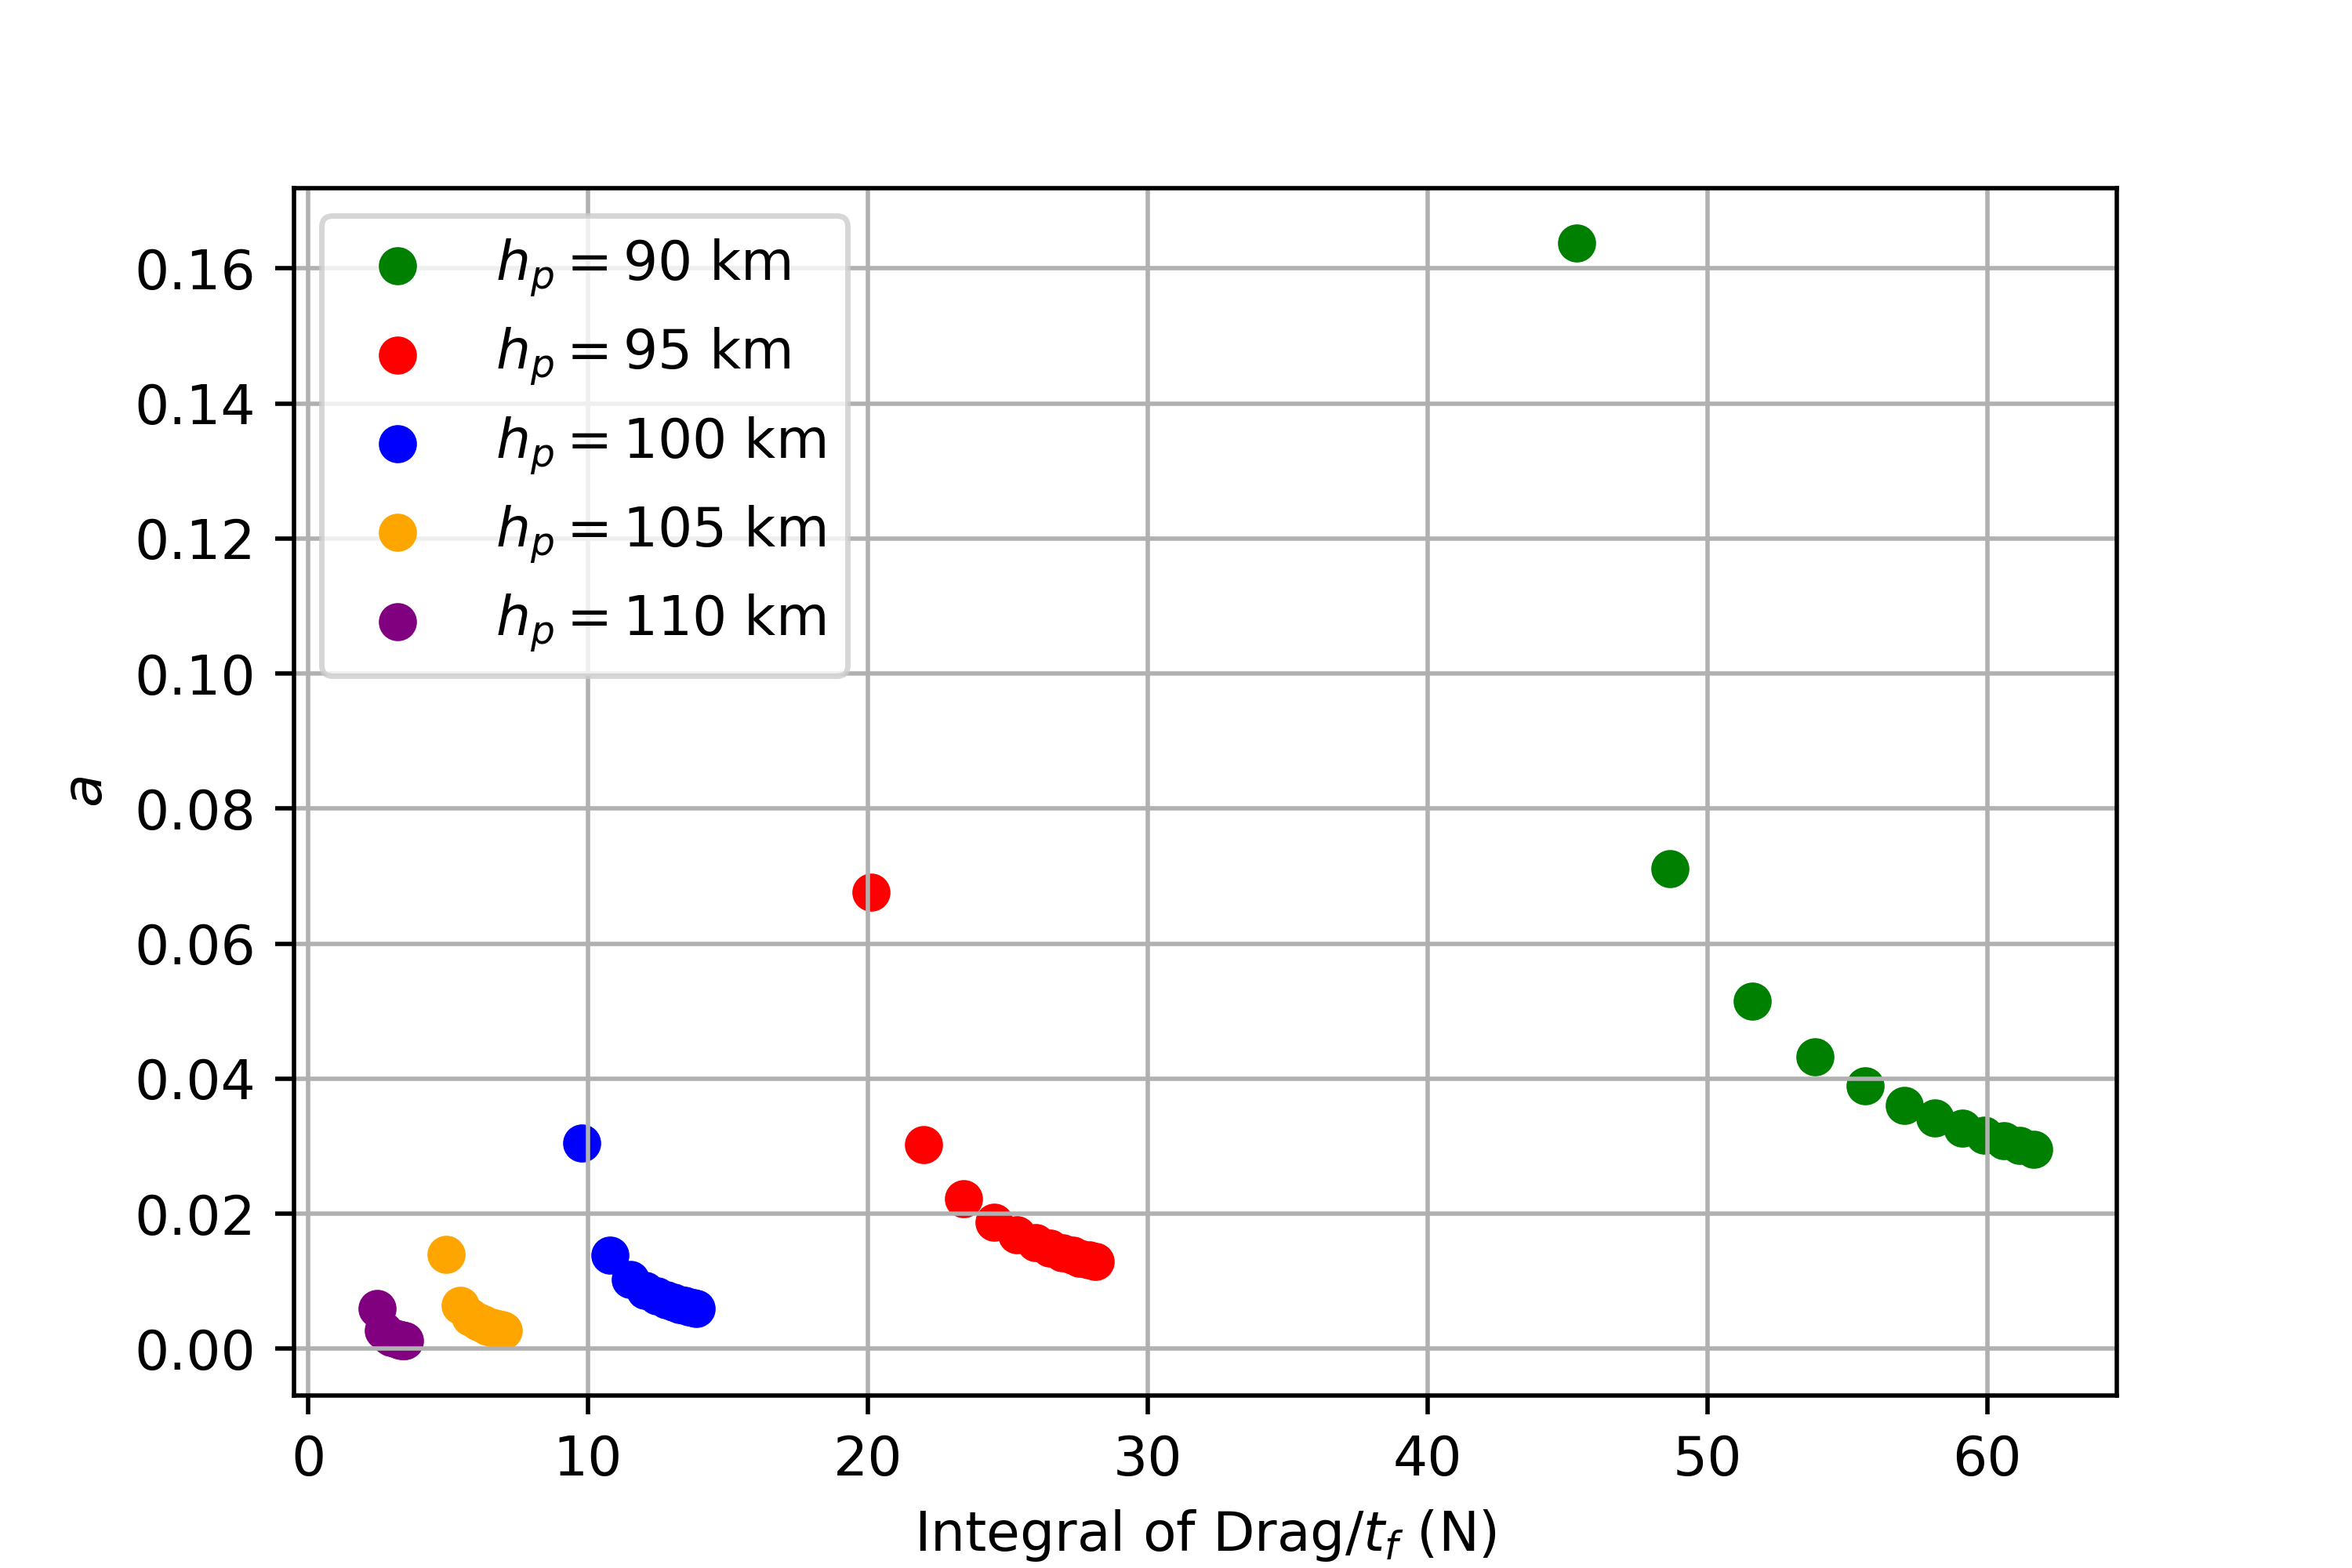 h_p = 90 km
h_p = 95 km
h_p = 100 km
h_p = 105 km
h_p = 110 km
0.16
0.14
0.12
0.10
0.08
0.06
0.04
0.02
0.00
a
0 10 20 30 40 50 60
Integral of Drag/t_f (N)